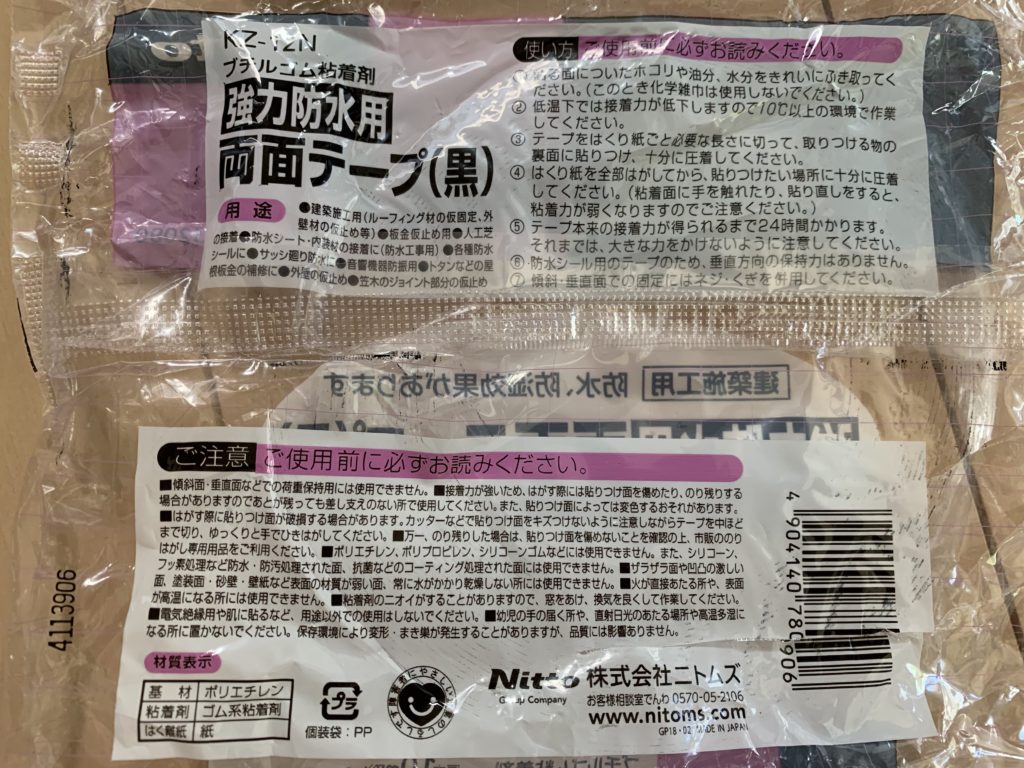 KZ-12N
ブチルゴム粘着剤
強力防水用
両面テープ(黒)
用途
●建築施工用(ルーフィング材の仮固定、外
壁材の仮止め等)●板金仮止め用●人工芝
の接着●防水シート・内装材の接着に(防水工事用)●各種防水
シールに●サッシ廻り防水に●音響機器防振用●トタンなどの屋
根板金の補修に●外壁の仮止め●笠木のジョイント部分の仮止め
使い方 ご使用前に必ずお読みください。
① 貼る面についたホコリや油分、水分をきれいにふき取ってく
ださい。(このとき化学雑巾は使用しないでください。)
② 低温下では接着力が低下しますので10℃以上の環境で作業
してください。
③ テープをはくり紙ごと必要な長さに切って、取りつける物の
裏面に貼りつけ、十分に圧着してください。
④ はくり紙を全部はがしてから、貼りつけたい場所に十分に圧着
してください。(粘着面に手を触れたり、貼り直しをすると、
粘着力が弱くなりますのでご注意ください。)
⑤ テープ本来の接着力が得られるまで24時間かかります。
それまでは、大きな力をかけないように注意してください。
⑥ 防水シール用のテープのため、垂直方向の保持力はありません。
⑦ 傾斜・垂直面での固定にはネジ・くぎを併用してください。
建築施工用 防水、防湿効果があります
ご注意 ご使用前に必ずお読みください。
■傾斜面・垂直面などでの荷重保持用には使用できません。■接着力が強いため、はがす際には貼りつけ面を傷めたり、のり残りする
場合がありますのであとが残っても差し支えのない所で使用してください。また、貼りつけ面によっては変色するおそれがあります。
■はがす際に貼りつけ面が破損する場合があります。カッターなどで貼りつけ面をキズつけないように注意しながらテープを中ほど
まで切り、ゆっくりと手でひきはがしてください。■万一、のり残りした場合は、貼りつけ面を傷めないことを確認の上、市販ののり
はがし専用用品をご利用ください。■ポリエチレン、ポリプロピレン、シリコーンゴムなどには使用できません。また、シリコーン、
フッ素処理など防水・防汚処理された面、抗菌などのコーティング処理された面には使用できません。■ザラザラ面や凹凸の激しい
面、塗装面・砂壁・壁紙など表面の材質が弱い面、常に水がかかり乾燥しない所には使用できません。■火が直接あたる所や、表面
が高温になる所には使用できません。■粘着剤のニオイがすることがありますので、窓をあけ、換気を良くして作業してください。
■電気絶縁用や肌に貼るなど、用途以外での使用はしないでください。■幼児の手の届く所や、直射日光のあたる場所や高温多湿に
なる所に置かないでください。保存環境により変形・まき巣が発生することがありますが、品質には影響ありません。
4 904140 178090 6
4113906
材質表示
基材 ポリエチレン
粘着剤 ゴム系粘着剤
はく離紙 紙
プラ
個装袋:PP
Nitto
Group Company
株式会社ニトムズ
お客様相談室でんわ 0570-05-2106
www.nitoms.com
GP18・02 MADE IN JAPAN